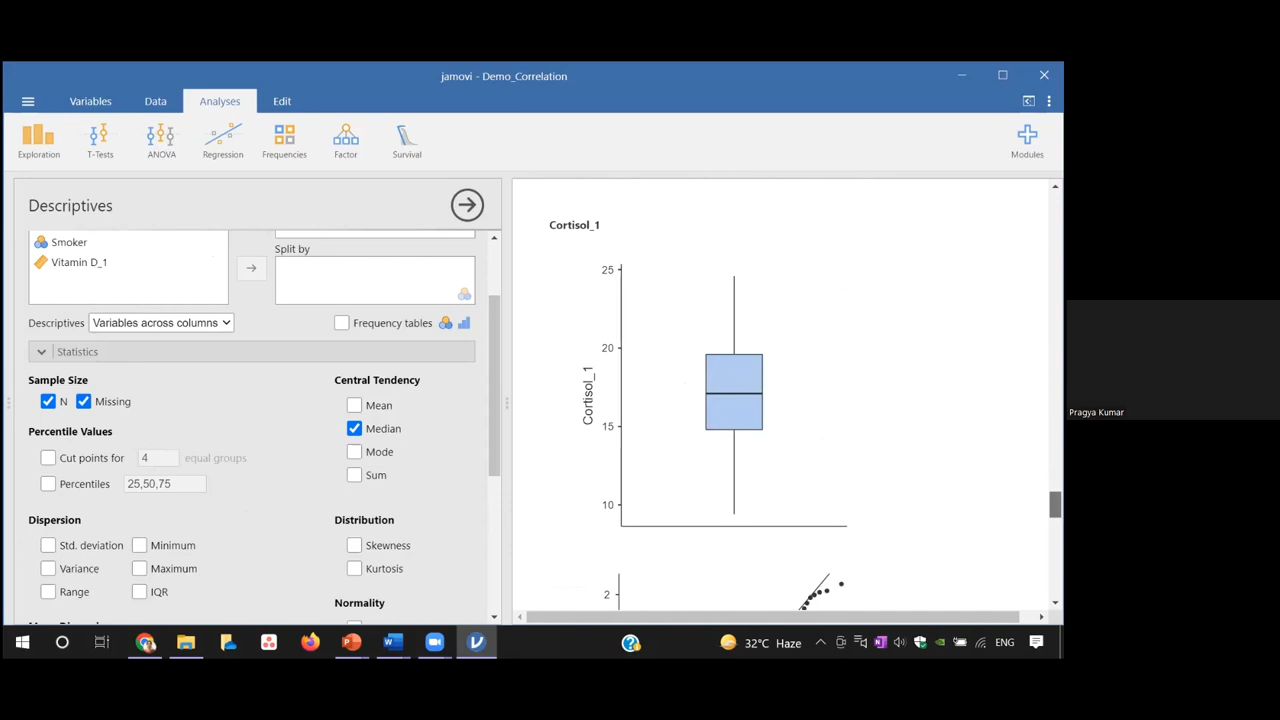 jamovi - Demo_Correlation
Variables Data Analyses Edit
Exploration T-Tests ANOVA Regression Frequencies Factor Survival Modules
Descriptives
Smoker
Vitamin D_1
Split by
Descriptives Variables across columns Frequency tables
Statistics
Sample Size
N Missing
Percentile Values
Cut points for 4 equal groups
Percentiles 25,50,75
Dispersion
Std. deviation Minimum
Variance Maximum
Range IQR
Central Tendency
Mean
Median
Mode
Sum
Distribution
Skewness
Kurtosis
Normality
Cortisol_1
25
20
15
10
Cortisol_1
2
Pragya Kumar
32°C Haze
ENG